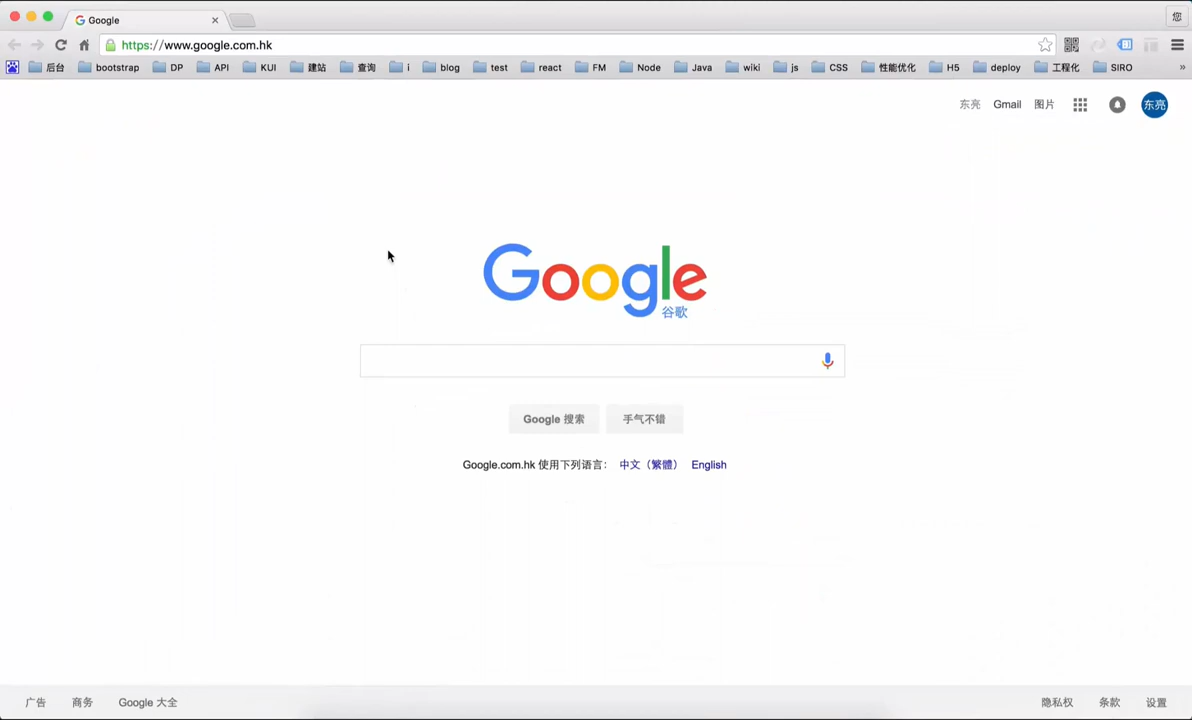 Google
您
https://www.google.com.hk
后台 bootstrap DP API KUI 建站 查询 i blog test react FM Node Java wiki js CSS 性能优化 H5 deploy 工程化 SIRO »
东亮 Gmail 图片 东亮
Google
谷歌
Google 搜索 手气不错
Google.com.hk 使用下列语言： 中文（繁體） English
广告 商务 Google 大全 隐私权 条款 设置